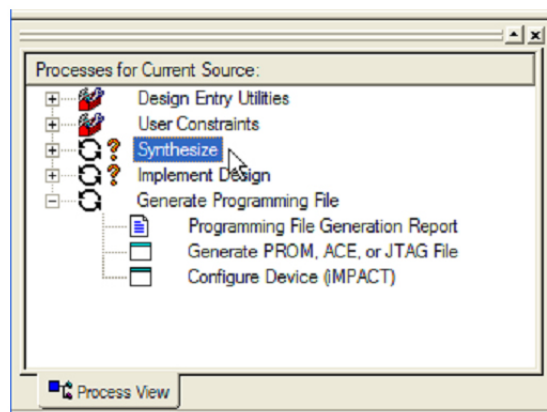 Processes for Current Source:
Design Entry Utilities
User Constraints
Synthesize
Implement Design
Generate Programming File
Programming File Generation Report
Generate PROM, ACE, or JTAG File
Configure Device (iMPACT)
Process View